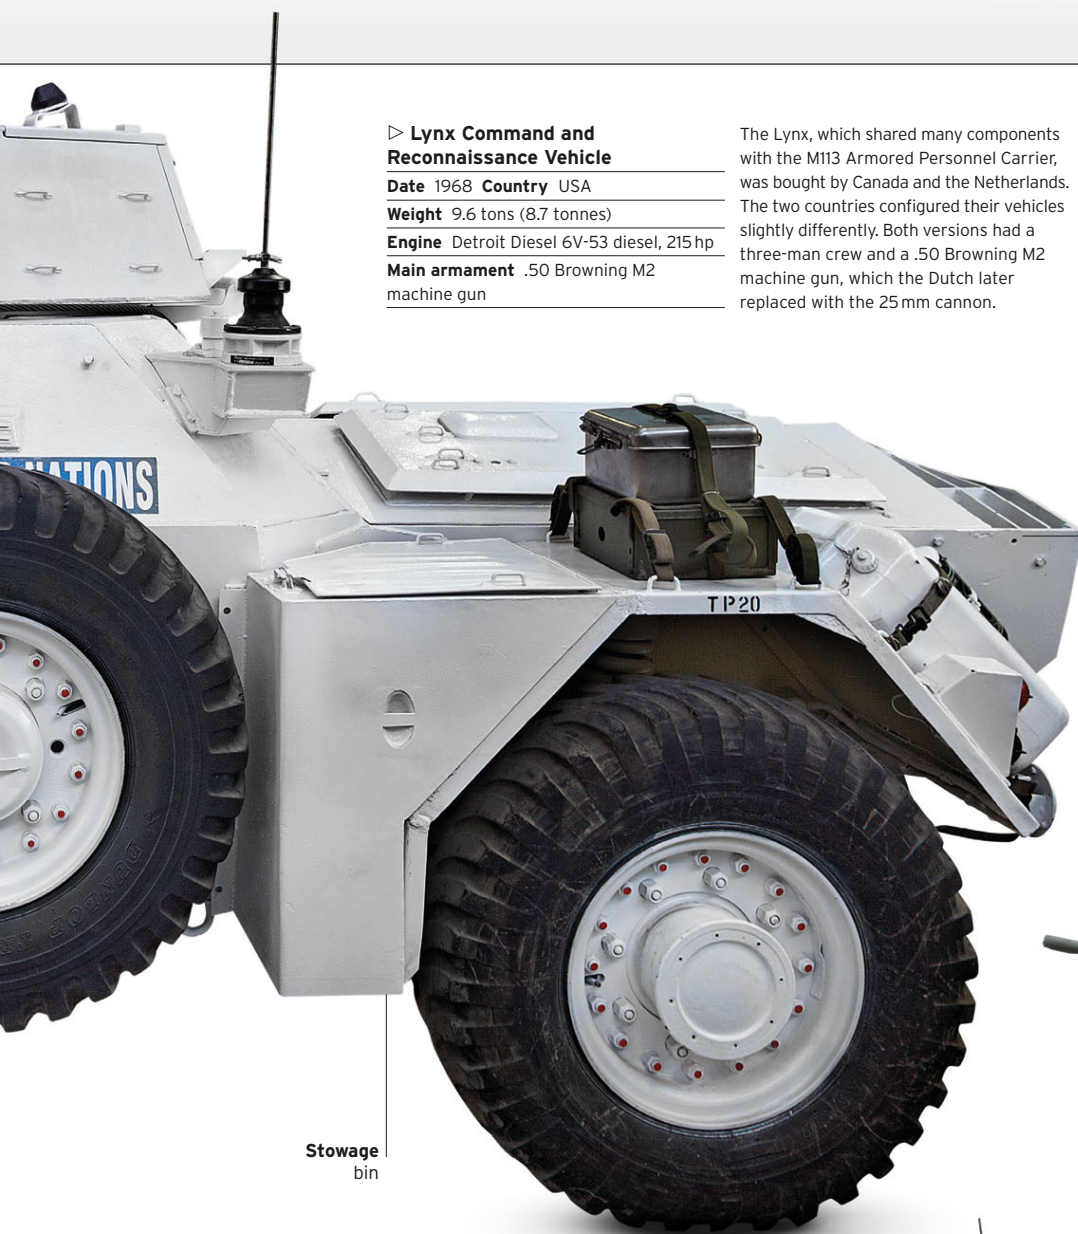 ▷ Lynx Command and
Reconnaissance Vehicle
Date 1968 Country USA
Weight 9.6 tons (8.7 tonnes)
Engine Detroit Diesel 6V-53 diesel, 215 hp
Main armament .50 Browning M2
machine gun
The Lynx, which shared many components
with the M113 Armored Personnel Carrier,
was bought by Canada and the Netherlands.
The two countries configured their vehicles
slightly differently. Both versions had a
three-man crew and a .50 Browning M2
machine gun, which the Dutch later
replaced with the 25 mm cannon.
NATIONS
TP20
DUNLOP
Stowage
bin